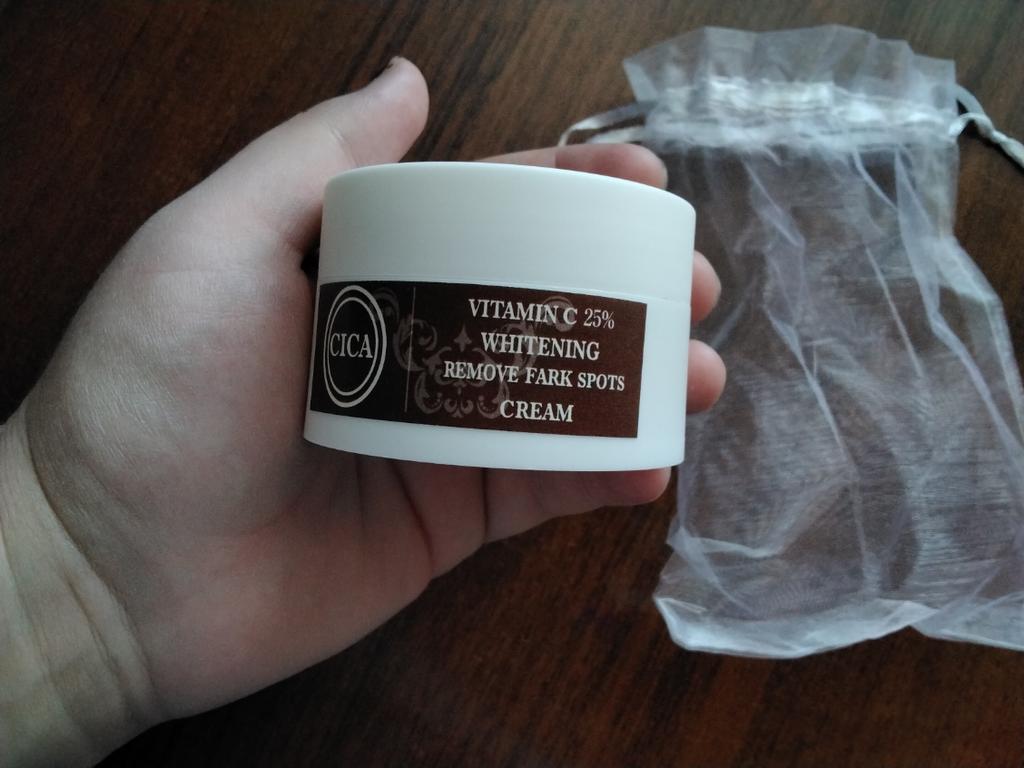 CICA
VITAMIN C 25%
WHITENING
REMOVE FARK SPOTS
CREAM